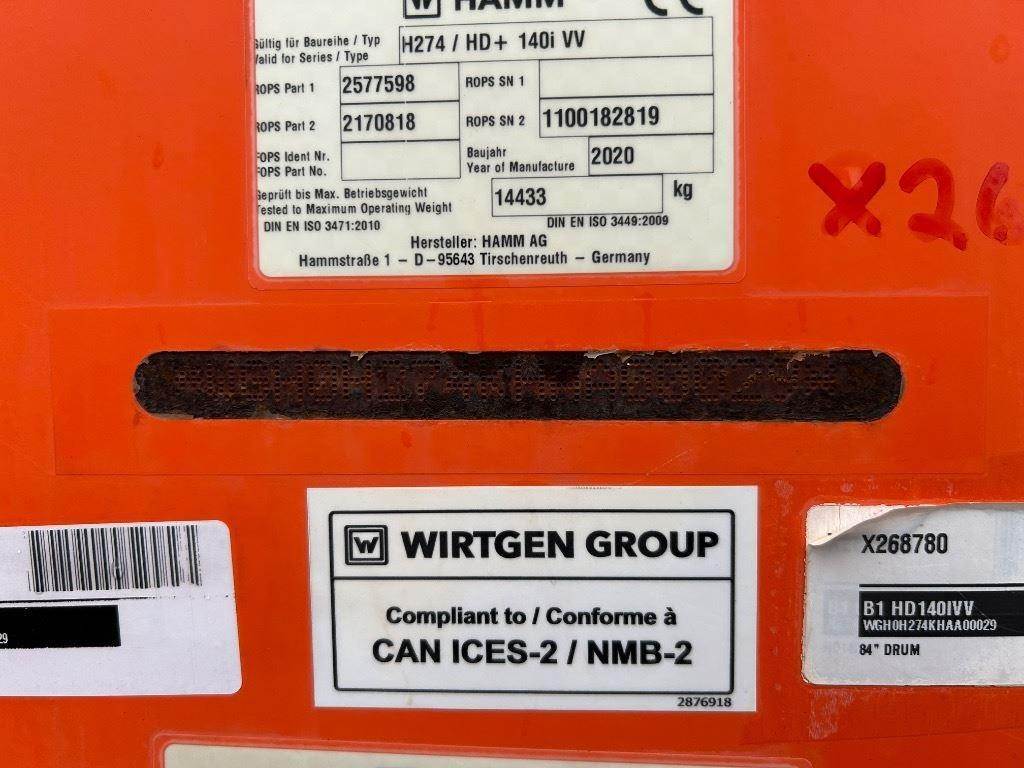 HAMM CE
Gültig für Baureihe / Typ
Valid for Series / Type
H274 / HD+ 140i VV
ROPS Part 1 2577598 ROPS SN 1
ROPS Part 2 2170818 ROPS SN 2 1100182819
FOPS Ident Nr.
FOPS Part No.
Baujahr
Year of Manufacture
2020
Geprüft bis Max. Betriebsgewicht
Tested to Maximum Operating Weight
14433 kg
DIN EN ISO 3471:2010 DIN EN ISO 3449:2009
Hersteller: HAMM AG
Hammstraße 1 – D–95643 Tirschenreuth – Germany
X26
29
WIRTGEN GROUP
Compliant to / Conforme à
CAN ICES-2 / NMB-2
2876918
X268780
B1 HD140IVV
WGH0H274KHAA00029
84" DRUM